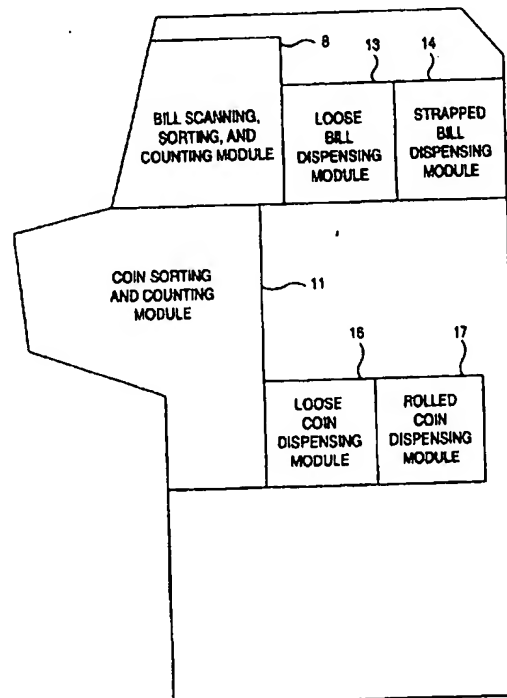 8
13
14
BILL SCANNING,
SORTING, AND
COUNTING MODULE
LOOSE
BILL
DISPENSING
MODULE
STRAPPED
BILL
DISPENSING
MODULE
COIN SORTING
AND COUNTING
MODULE
11
16
17
LOOSE
COIN
DISPENSING
MODULE
ROLLED
COIN
DISPENSING
MODULE